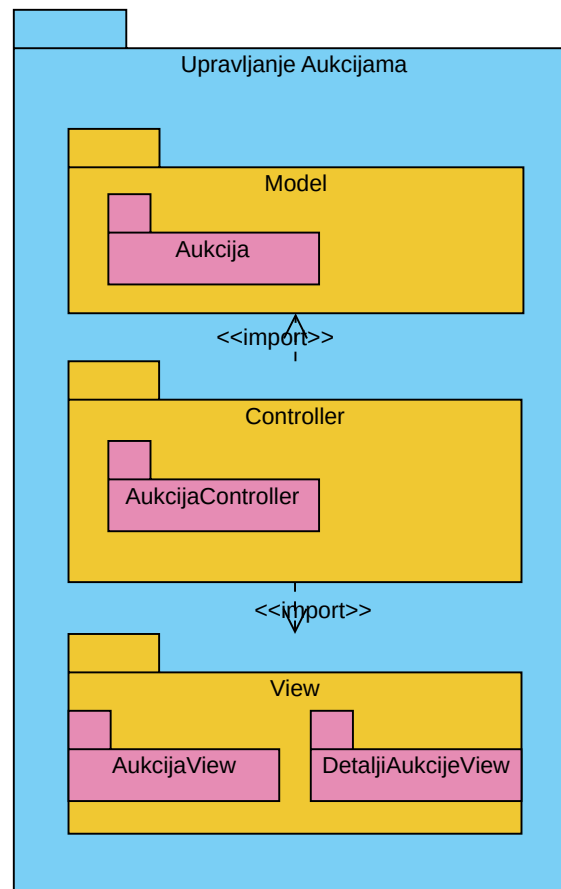 Upravljanje Aukcijama
Model
Aukcija
<<import>>
Controller
AukcijaController
<<import>>
View
AukcijaView
DetaljiAukcijeView